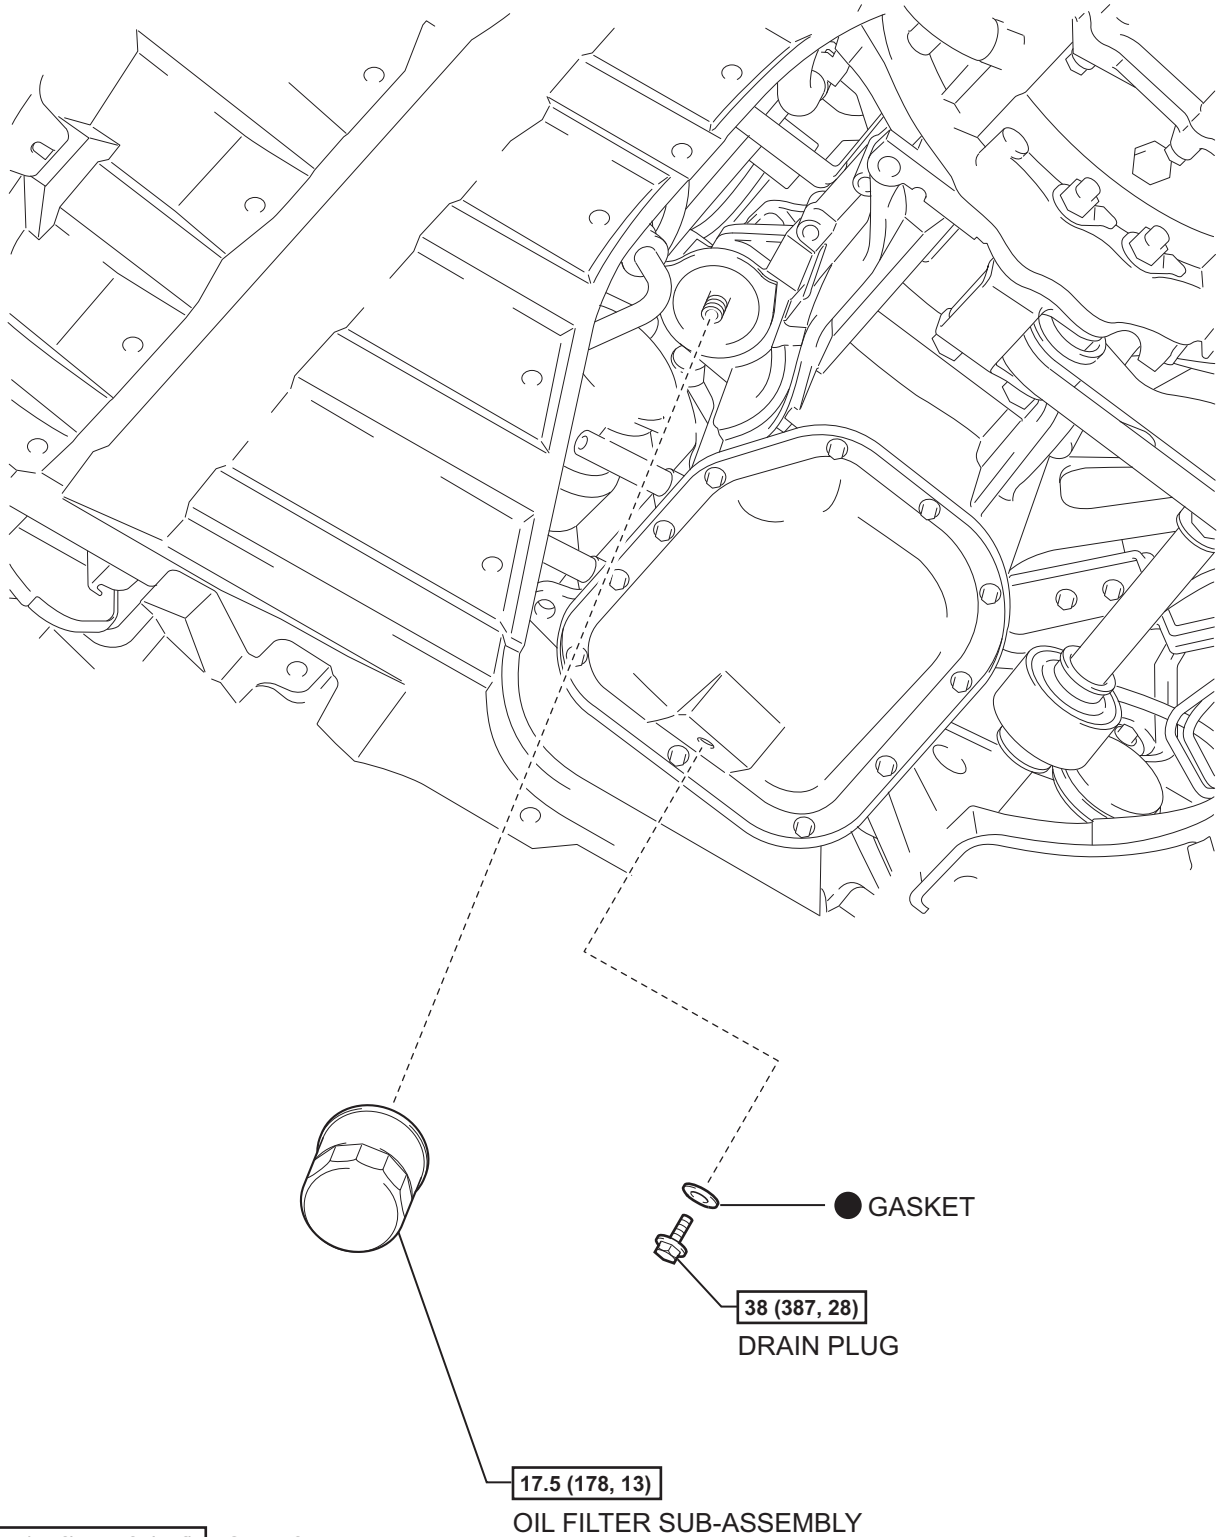 GASKET
38 (387, 28)
DRAIN PLUG
17.5 (178, 13)
OIL FILTER SUB-ASSEMBLY